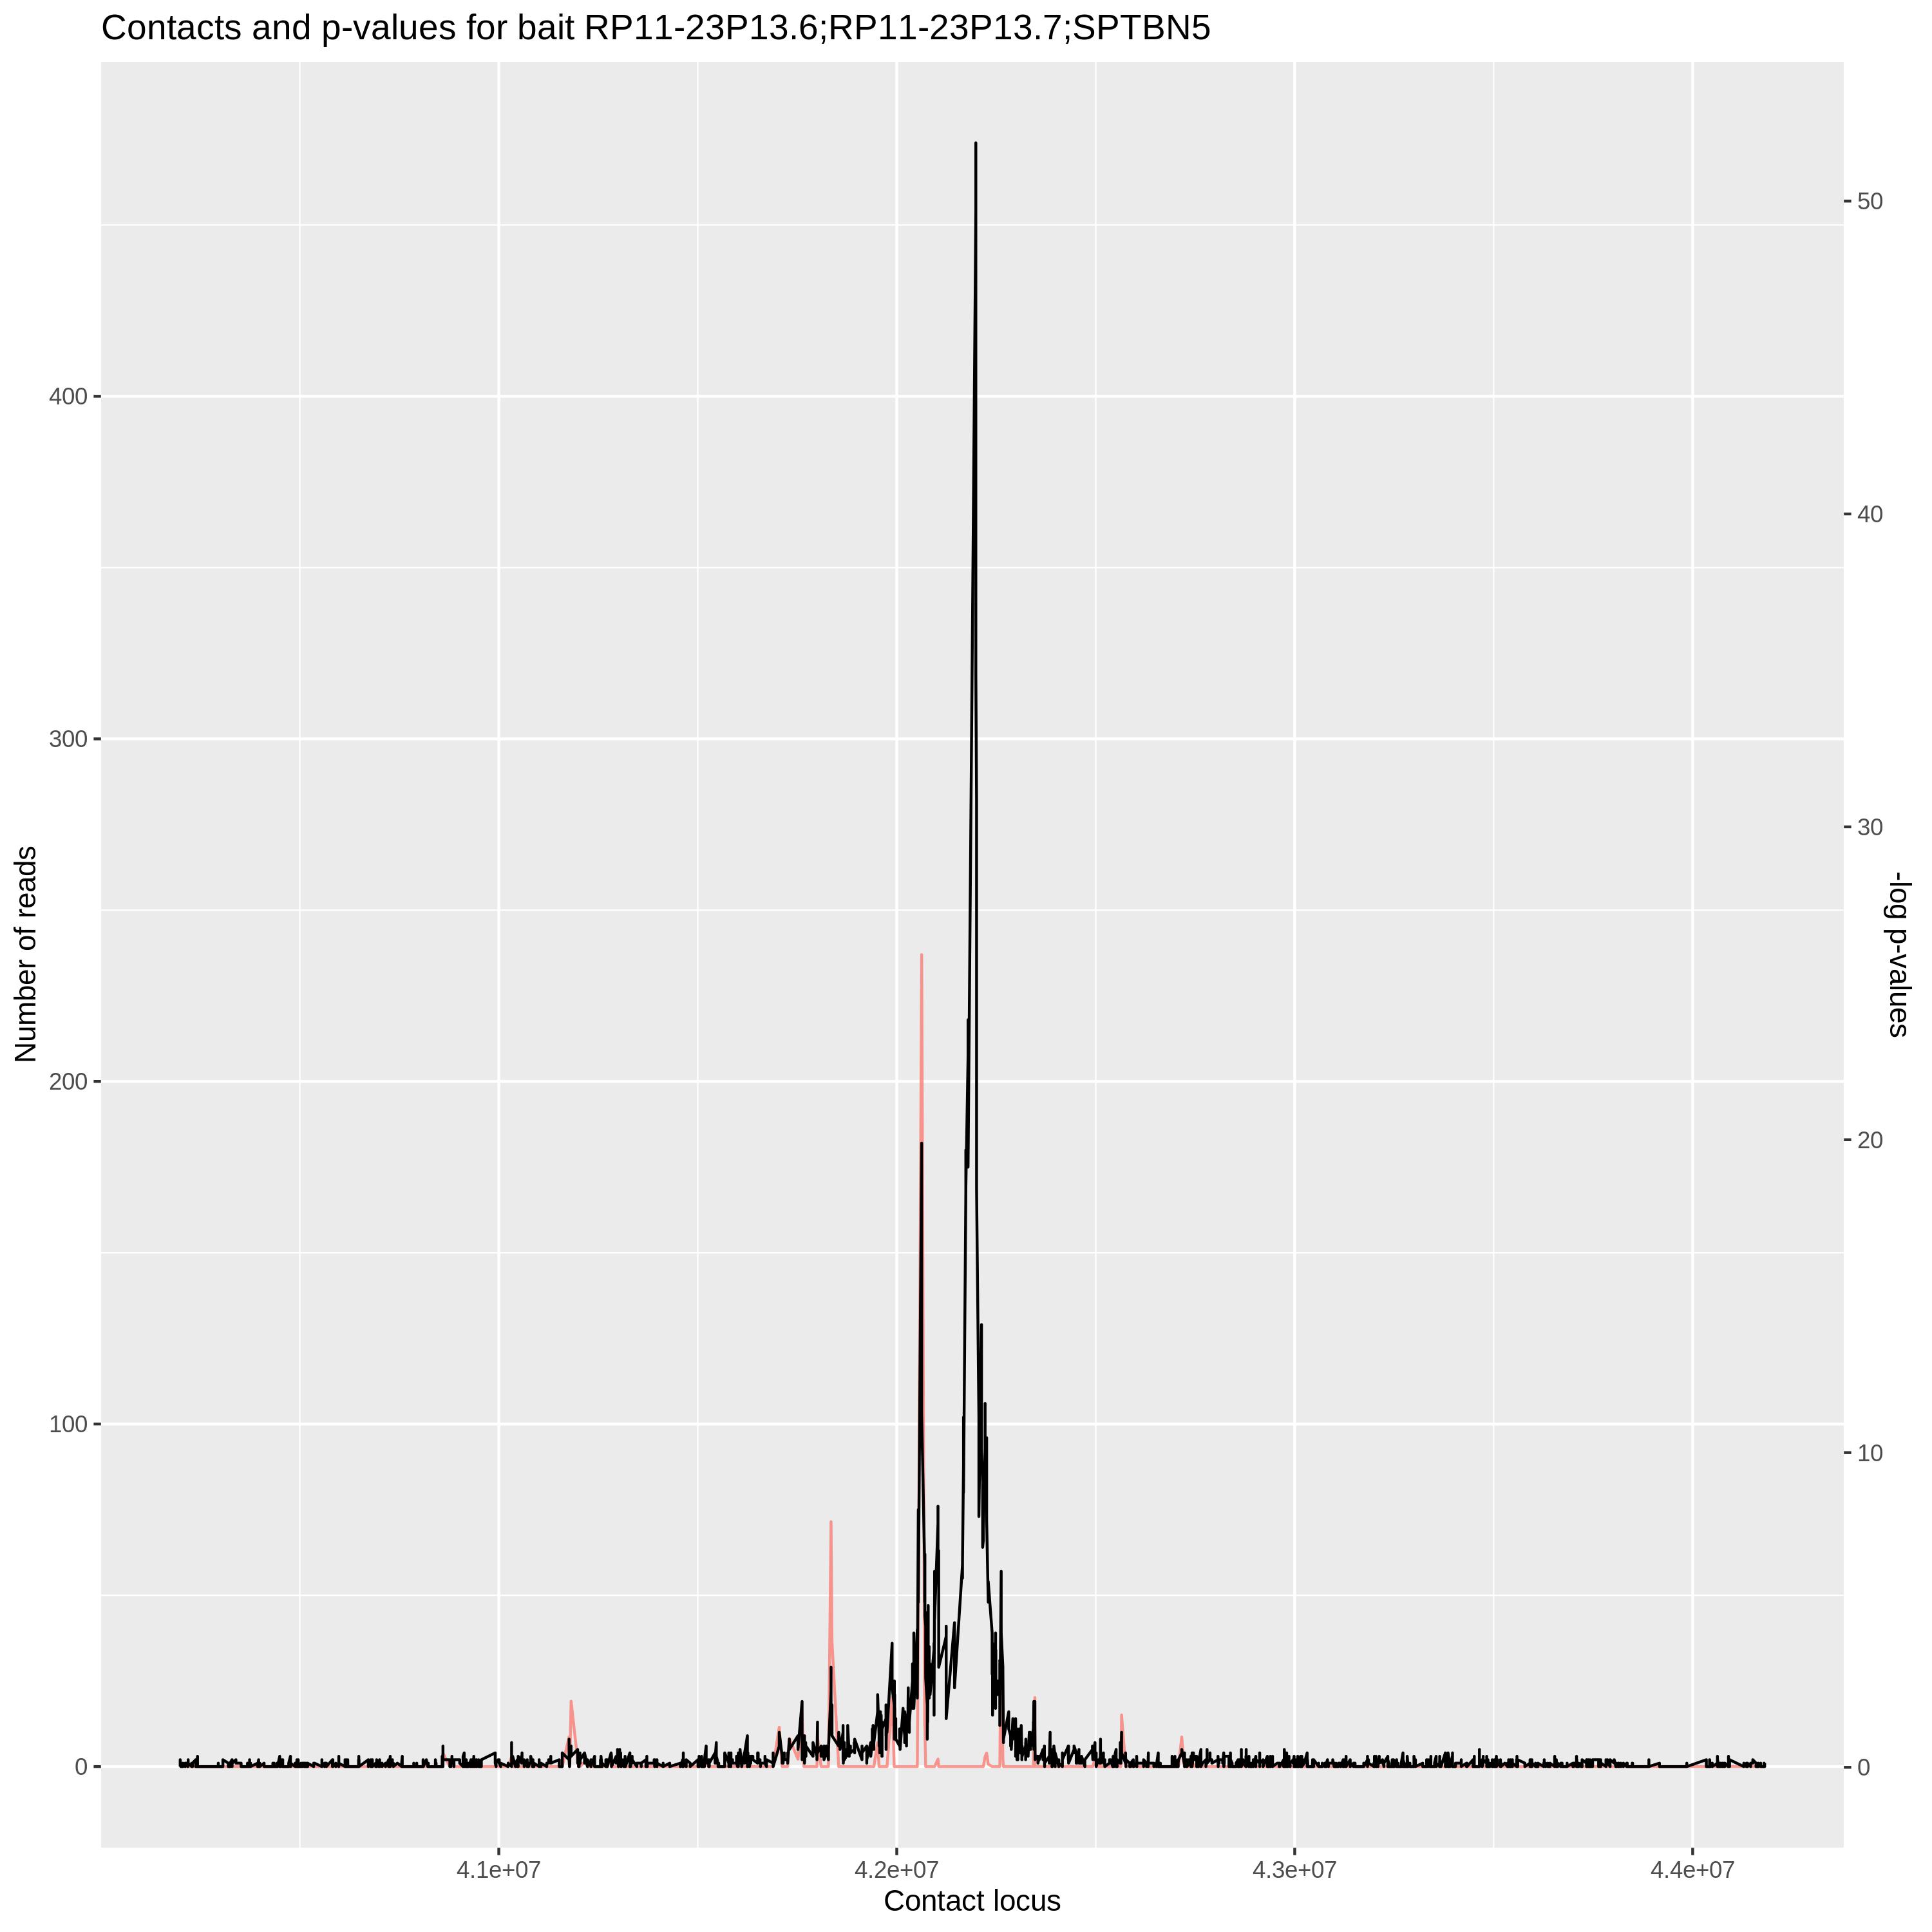 Contacts and p-values for bait RP11-23P13.6;RP11-23P13.7;SPTBN5
Number of reads
400
300
200
100
0
50
40
30
20
10
0
-log p-values
4.1e+07
4.2e+07
4.3e+07
4.4e+07
Contact locus